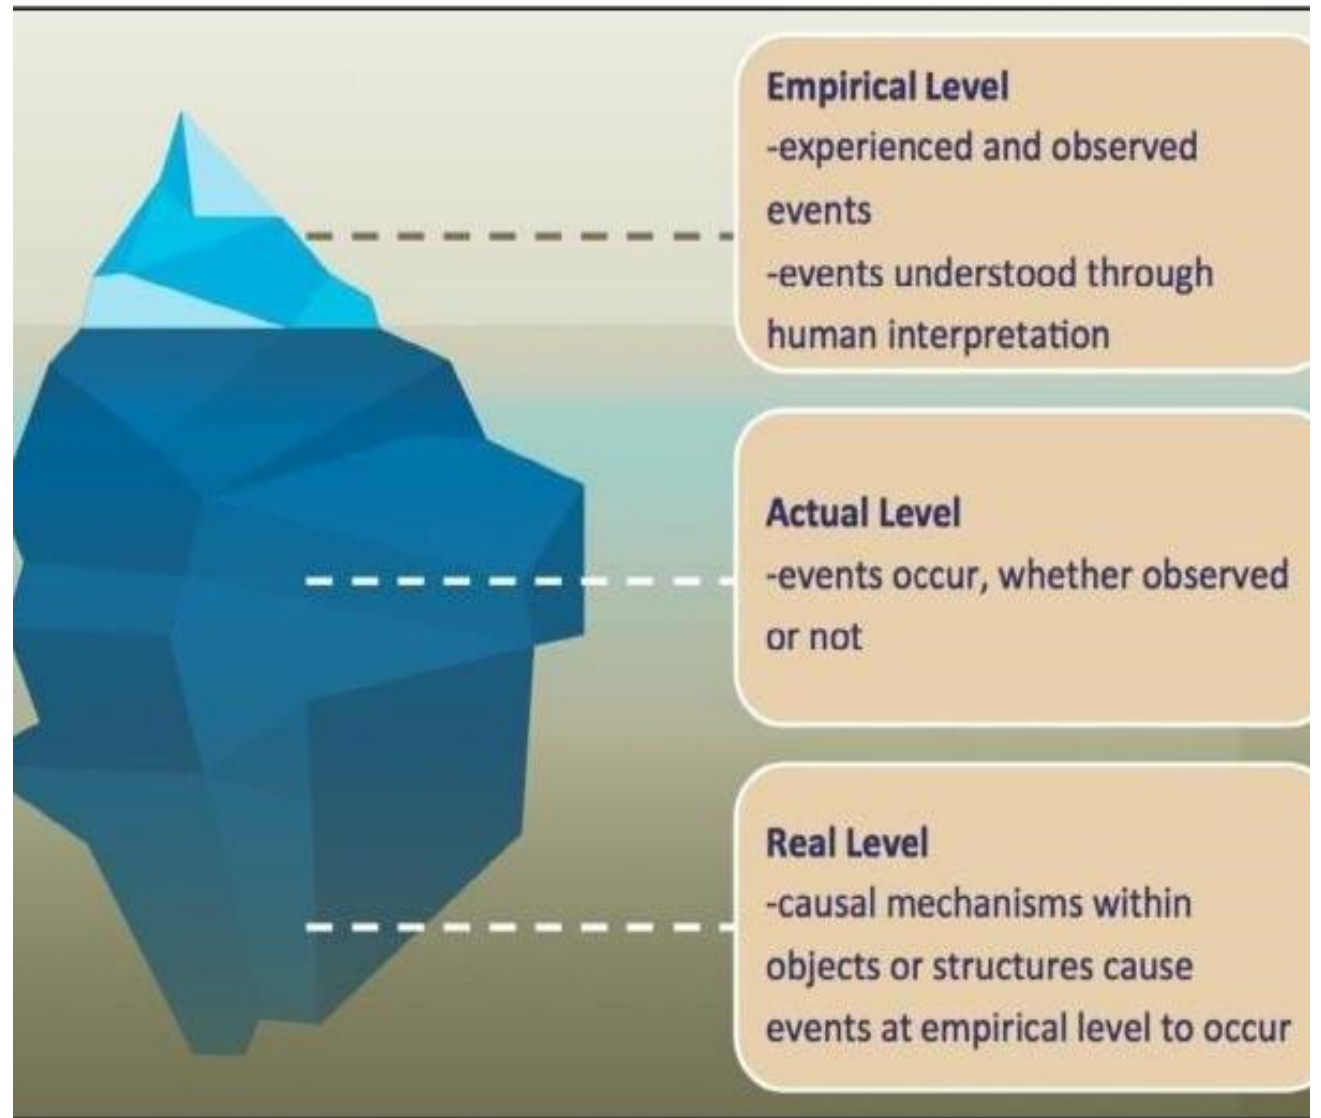 Empirical Level
-experienced and observed
events
-events understood through
human interpretation
Actual Level
-events occur, whether observed
or not
Real Level
-causal mechanisms within
objects or structures cause
events at empirical level to occur